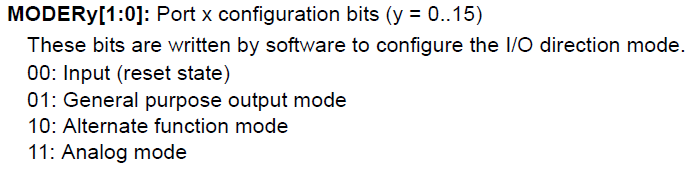 MODERy[1:0]: Port x configuration bits (y = 0..15)
These bits are written by software to configure the I/O direction mode.
00: Input (reset state)
01: General purpose output mode
10: Alternate function mode
11: Analog mode